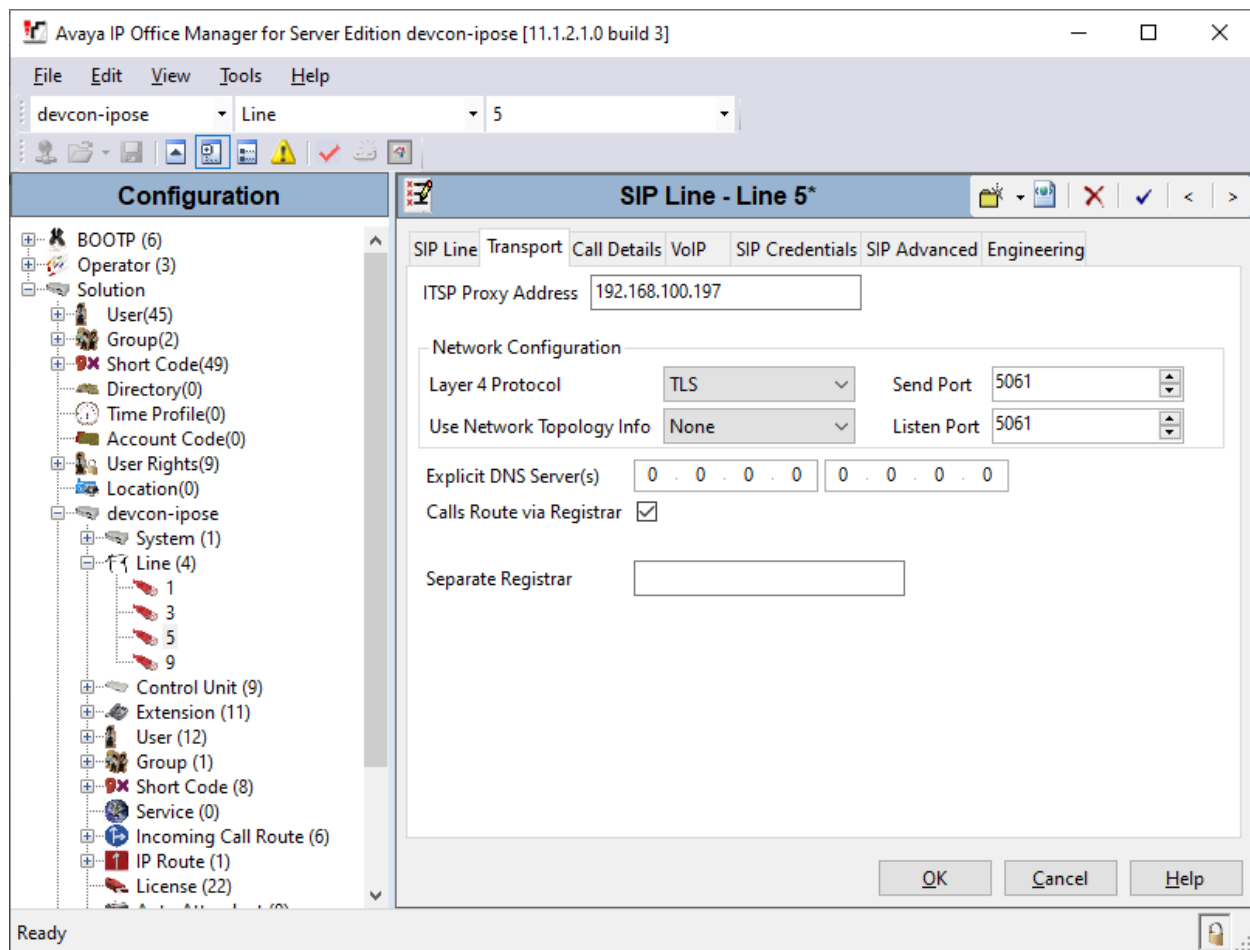 Avaya IP Office Manager for Server Edition devcon-ipose [11.1.2.1.0 build 3]
File Edit View Tools Help
devcon-ipose Line 5
Configuration
BOOTP (6)
Operator (3)
Solution
User(45)
Group(2)
Short Code(49)
Directory(0)
Time Profile(0)
Account Code(0)
User Rights(9)
Location(0)
devcon-ipose
System (1)
Line (4)
1
3
5
9
Control Unit (9)
Extension (11)
User (12)
Group (1)
Short Code (8)
Service (0)
Incoming Call Route (6)
IP Route (1)
License (22)
SIP Line - Line 5*
SIP Line Transport Call Details VoIP SIP Credentials SIP Advanced Engineering
ITSP Proxy Address 192.168.100.197
Network Configuration
Layer 4 Protocol TLS Send Port 5061
Use Network Topology Info None Listen Port 5061
Explicit DNS Server(s) 0 . 0 . 0 . 0 0 . 0 . 0 . 0
Calls Route via Registrar
Separate Registrar
OK Cancel Help
Ready